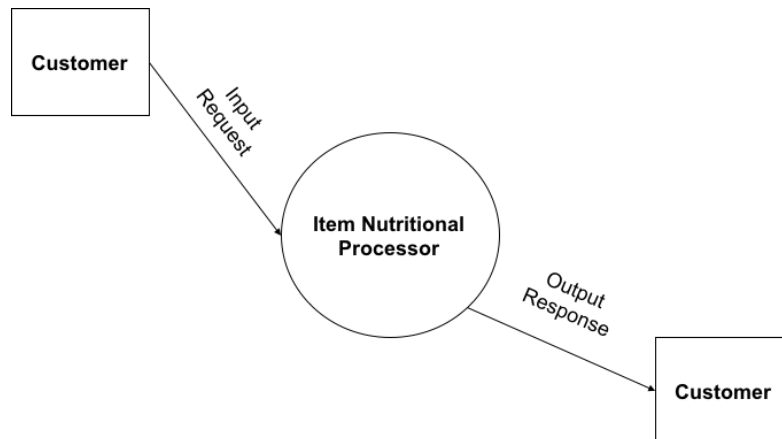 Customer
Input
Request
Item Nutritional
Processor
Output
Response
Customer